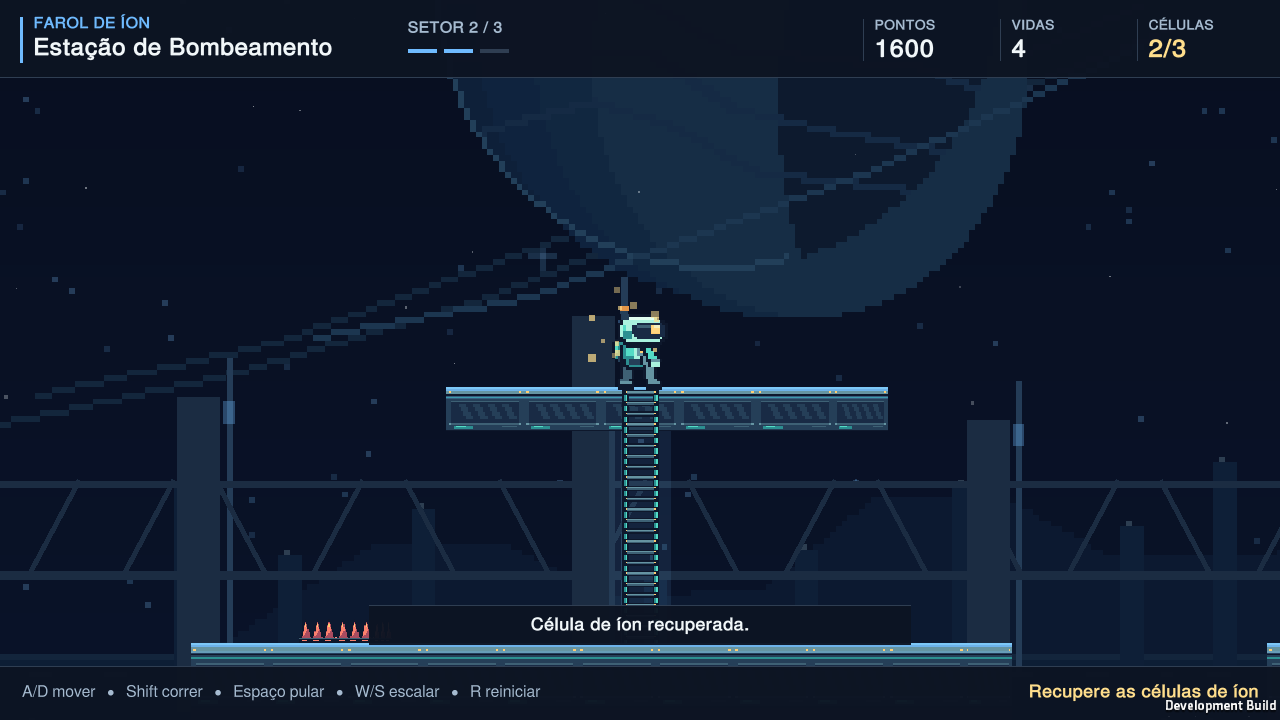 FAROL DE ÍON
Estação de Bombeamento
SETOR 2 / 3
PONTOS
1600
VIDAS
4
CÉLULAS
2/3
Célula de íon recuperada.
A/D mover • Shift correr • Espaço pular • W/S escalar • R reiniciar
Recupere as células de íon
Development Build